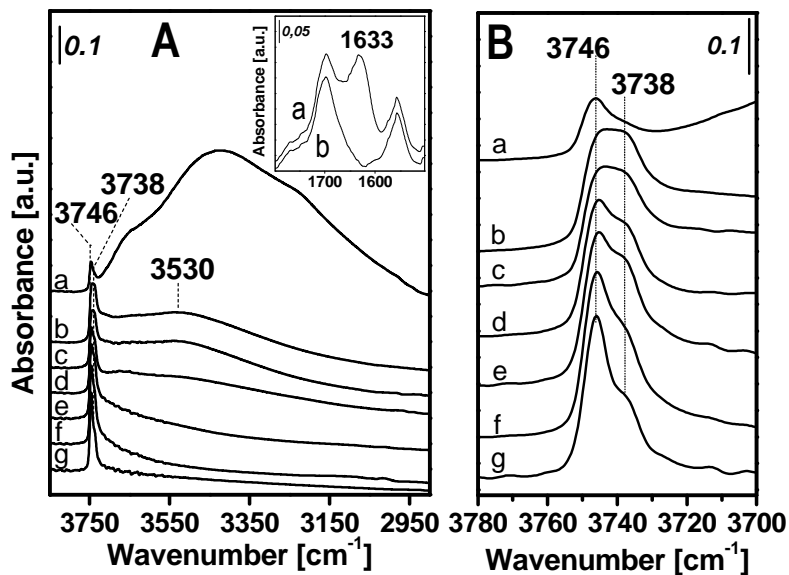 A
0.1
0,05
1633
a
b
Absorbance [a.u.]
1700 1600
3746
3738
3530
a
b
c
d
e
f
g
Absorbance [a.u.]
3750 3550 3350 3150 2950
Wavenumber [cm⁻¹]
B
0.1
3746
3738
a
b
c
d
e
f
g
3780 3760 3740 3720 3700
Wavenumber [cm⁻¹]